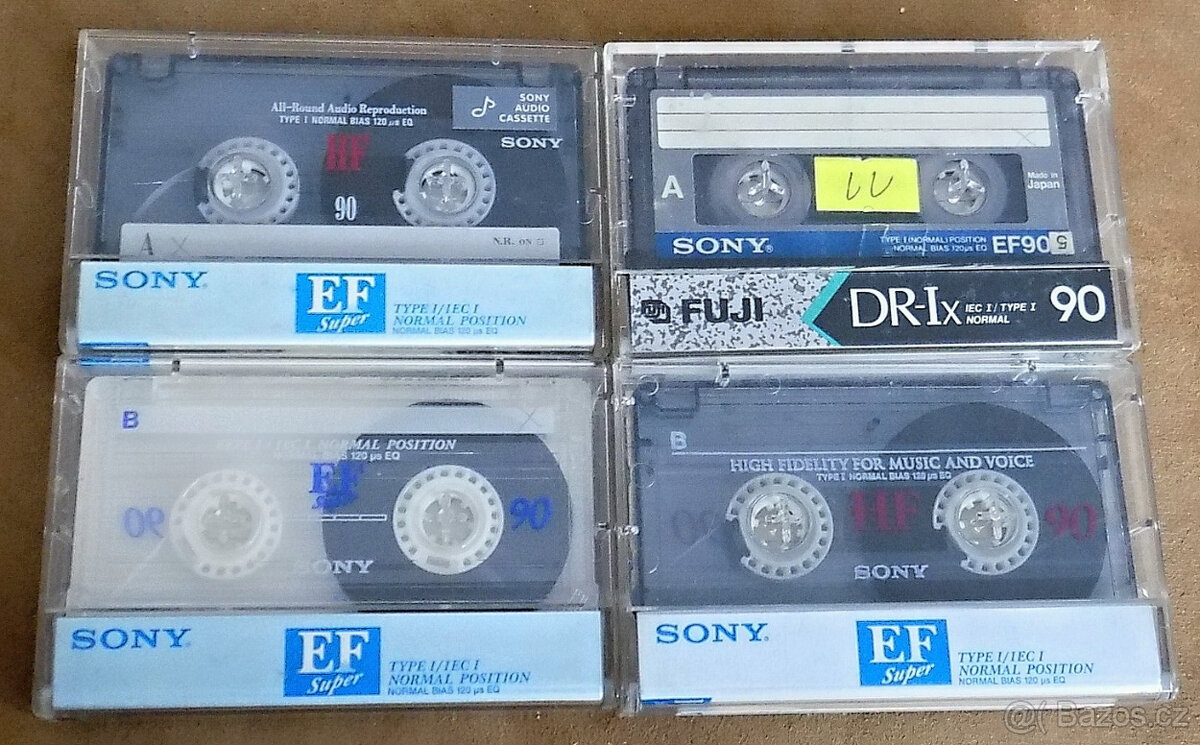 All-Round Audio Reproduction
TYPE I NORMAL BIAS 120 µs EQ
SONY
AUDIO
CASSETTE
SONY
HF
90
A
N.R. ON
SONY
EF
Super
TYPE I/IEC I
NORMAL POSITION
NORMAL BIAS 120 µs EQ
A
Made in
Japan
SONY
TYPE I (NORMAL) POSITION
NORMAL BIAS 120µs EQ
EF90
FUJI
DR-Ix
IEC I / TYPE I
NORMAL
90
B
NORMAL POSITION
120 µs EQ
EF
90
90
SONY
SONY
EF
Super
TYPE I/IEC I
NORMAL POSITION
NORMAL BIAS 120 µs EQ
B
HIGH FIDELITY FOR MUSIC AND VOICE
TYPE I NORMAL BIAS 120 µs EQ
90
HF
90
SONY
SONY
EF
Super
TYPE I/IEC I
NORMAL POSITION
NORMAL BIAS 120 µs EQ
Bazos.cz